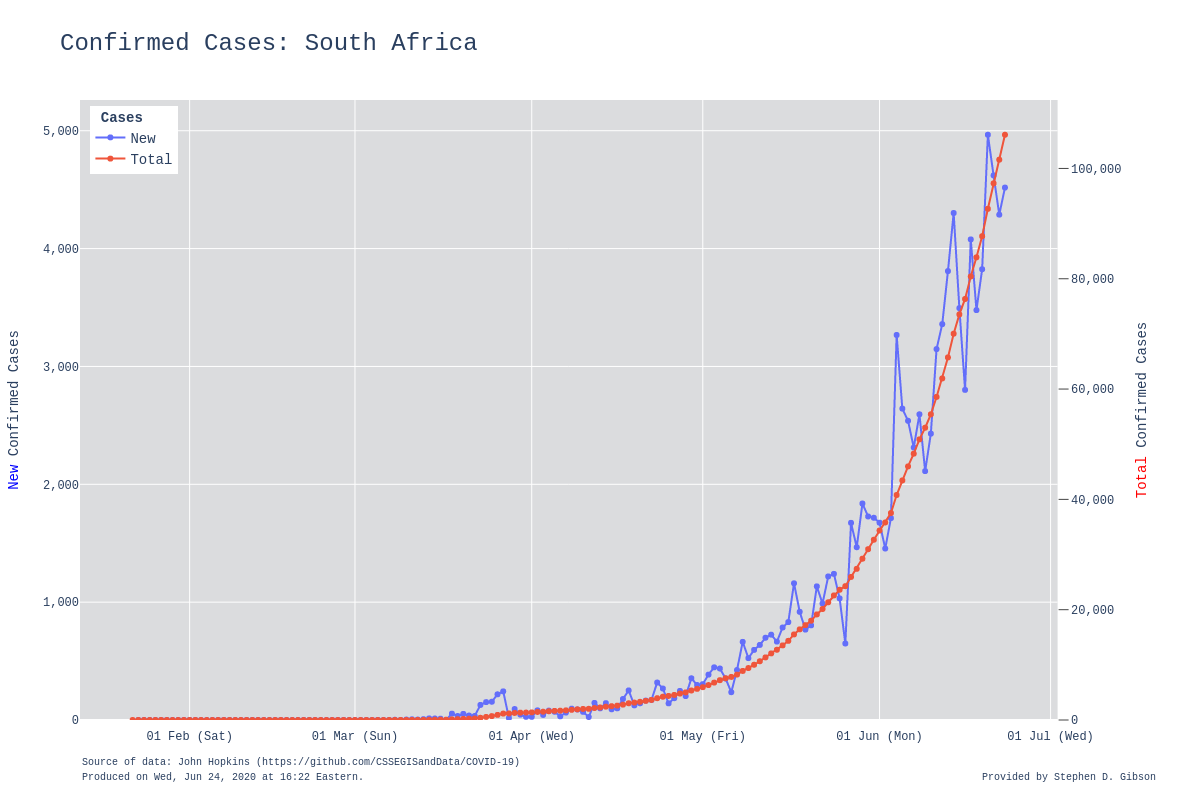 Confirmed Cases: South Africa
Cases
New
Total
5,000
4,000
3,000
2,000
1,000
0
100,000
80,000
60,000
40,000
20,000
0
New Confirmed Cases
Total Confirmed Cases
01 Feb (Sat)
01 Mar (Sun)
01 Apr (Wed)
01 May (Fri)
01 Jun (Mon)
01 Jul (Wed)
Source of data: John Hopkins (https://github.com/CSSEGISandData/COVID-19)
Produced on Wed, Jun 24, 2020 at 16:22 Eastern.
Provided by Stephen D. Gibson